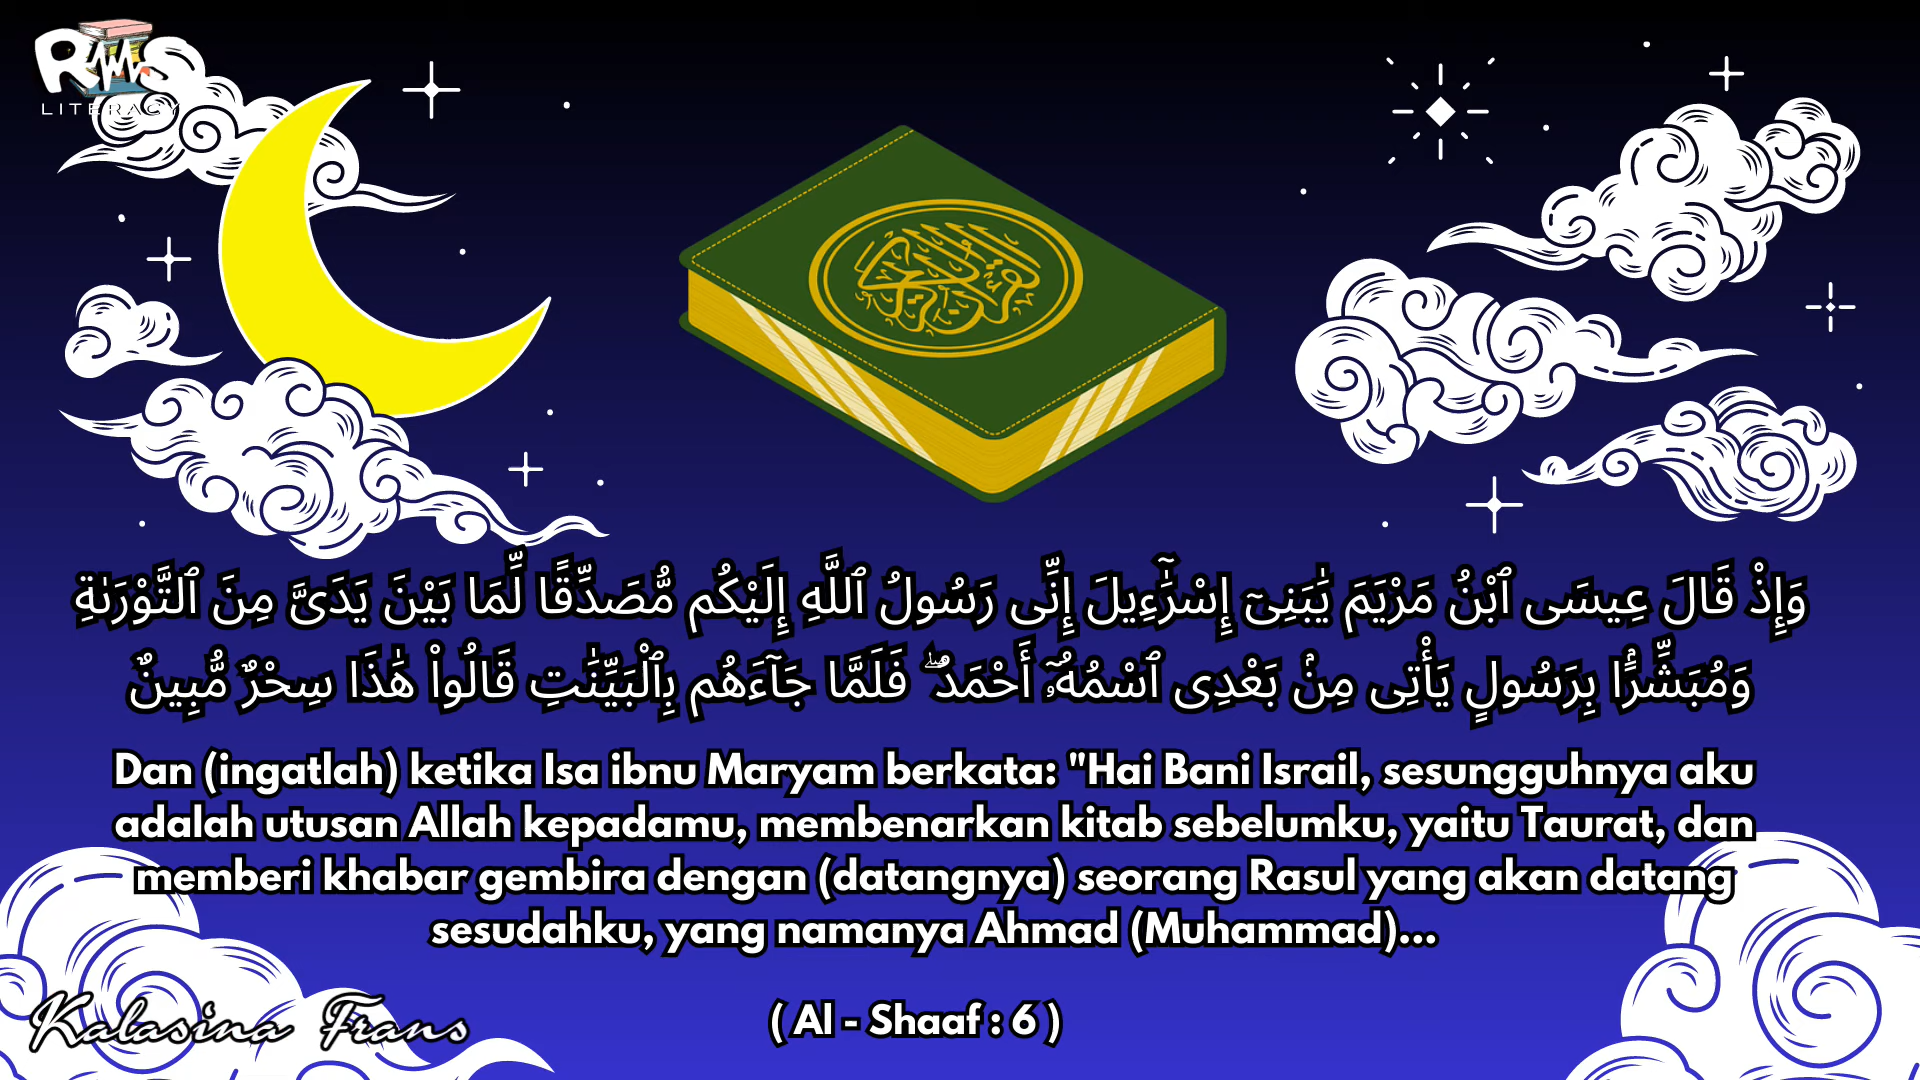 RMS
LITERACY
القرآن الكريم
وَإِذْ قَالَ عِيسَى ٱبْنُ مَرْيَمَ يَٰبَنِىٓ إِسْرَٰٓءِيلَ إِنِّى رَسُولُ ٱللَّهِ إِلَيْكُم مُّصَدِّقًا لِّمَا بَيْنَ يَدَىَّ مِنَ ٱلتَّوْرَىٰةِ
وَمُبَشِّرًۢا بِرَسُولٍ يَأْتِى مِنۢ بَعْدِى ٱسْمُهُۥٓ أَحْمَدُ ۖ فَلَمَّا جَآءَهُم بِٱلْبَيِّنَٰتِ قَالُوا۟ هَٰذَا سِحْرٌ مُّبِينٌ
Dan (ingatlah) ketika Isa ibnu Maryam berkata: "Hai Bani Israil, sesungguhnya aku
adalah utusan Allah kepadamu, membenarkan kitab sebelumku, yaitu Taurat, dan
memberi khabar gembira dengan (datangnya) seorang Rasul yang akan datang
sesudahku, yang namanya Ahmad (Muhammad)...
( Al - Shaaf : 6 )
Kalasina Frans